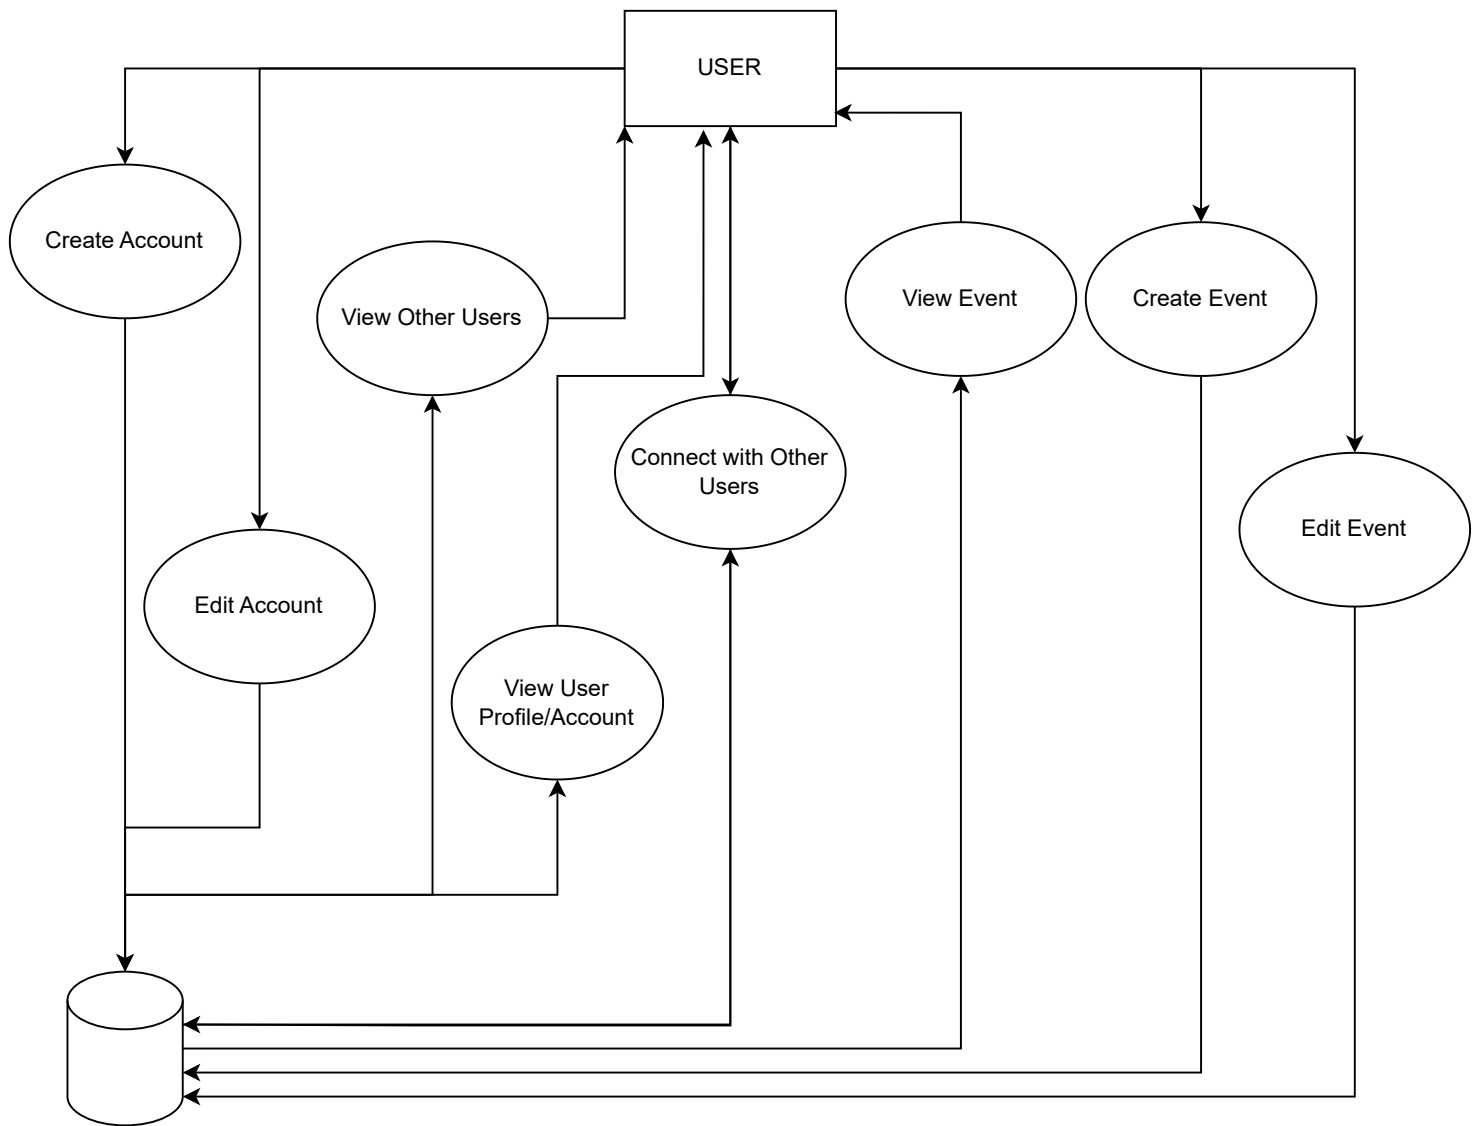 USER
Create Account
View Other Users
View Event
Create Event
Connect with Other
Users
Edit Event
Edit Account
View User
Profile/Account